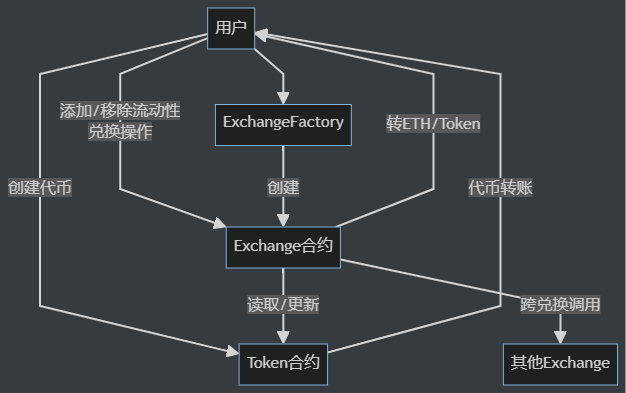 用户
添加/移除流动性
兑换操作
ExchangeFactory
转ETH/Token
创建代币
创建
代币转账
Exchange合约
读取/更新
跨兑换调用
Token合约
其他Exchange